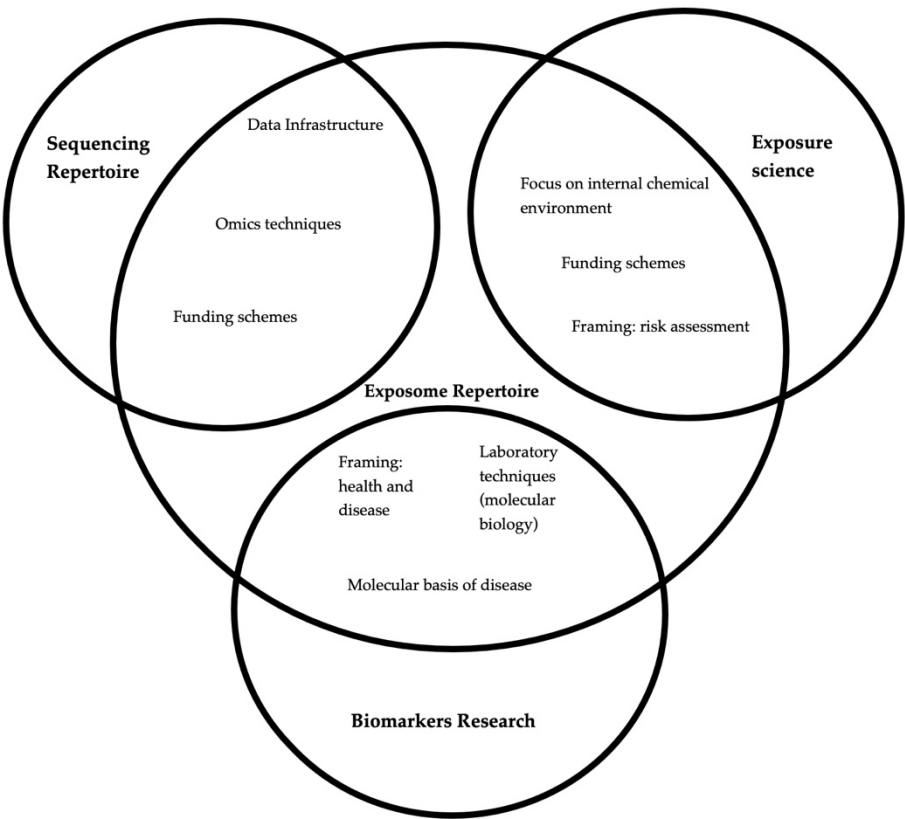 Sequencing
Repertoire
Data Infrastructure
Omics techniques
Funding schemes
Exposure
science
Focus on internal chemical
environment
Funding schemes
Framing: risk assessment
Exposome Repertoire
Framing:
health and
disease
Laboratory
techniques
(molecular
biology)
Molecular basis of disease
Biomarkers Research